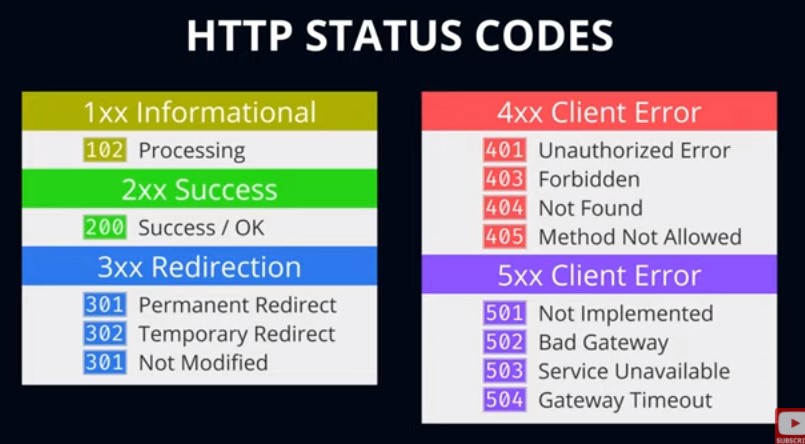 HTTP STATUS CODES
1xx Informational
102 Processing
2xx Success
200 Success / OK
3xx Redirection
301 Permanent Redirect
302 Temporary Redirect
301 Not Modified
4xx Client Error
401 Unauthorized Error
403 Forbidden
404 Not Found
405 Method Not Allowed
5xx Client Error
501 Not Implemented
502 Bad Gateway
503 Service Unavailable
504 Gateway Timeout
SUBSCRI